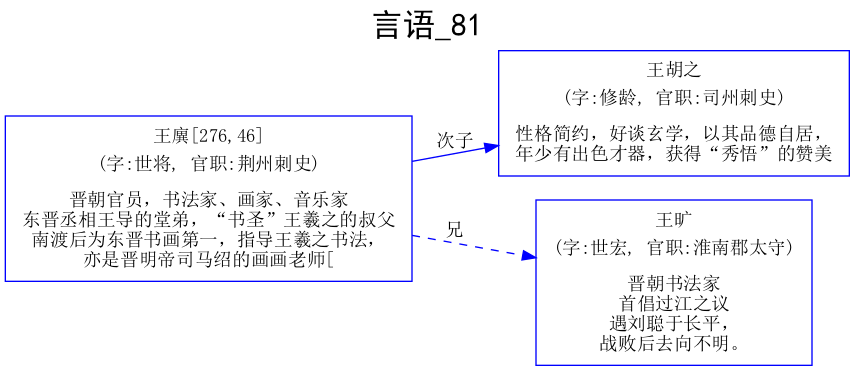 言语_81
王廙[276,46]
(字:世将, 官职:荆州刺史)
晋朝官员，书法家、画家、音乐家
东晋丞相王导的堂弟，“书圣”王羲之的叔父
南渡后为东晋书画第一，指导王羲之书法，
亦是晋明帝司马绍的画画老师[
次子
王胡之
(字:修龄, 官职:司州刺史)
性格简约，好谈玄学，以其品德自居，
年少有出色才器，获得“秀悟”的赞美
兄
王旷
(字:世宏, 官职:淮南郡太守)
晋朝书法家
首倡过江之议
遇刘聪于长平，
战败后去向不明。